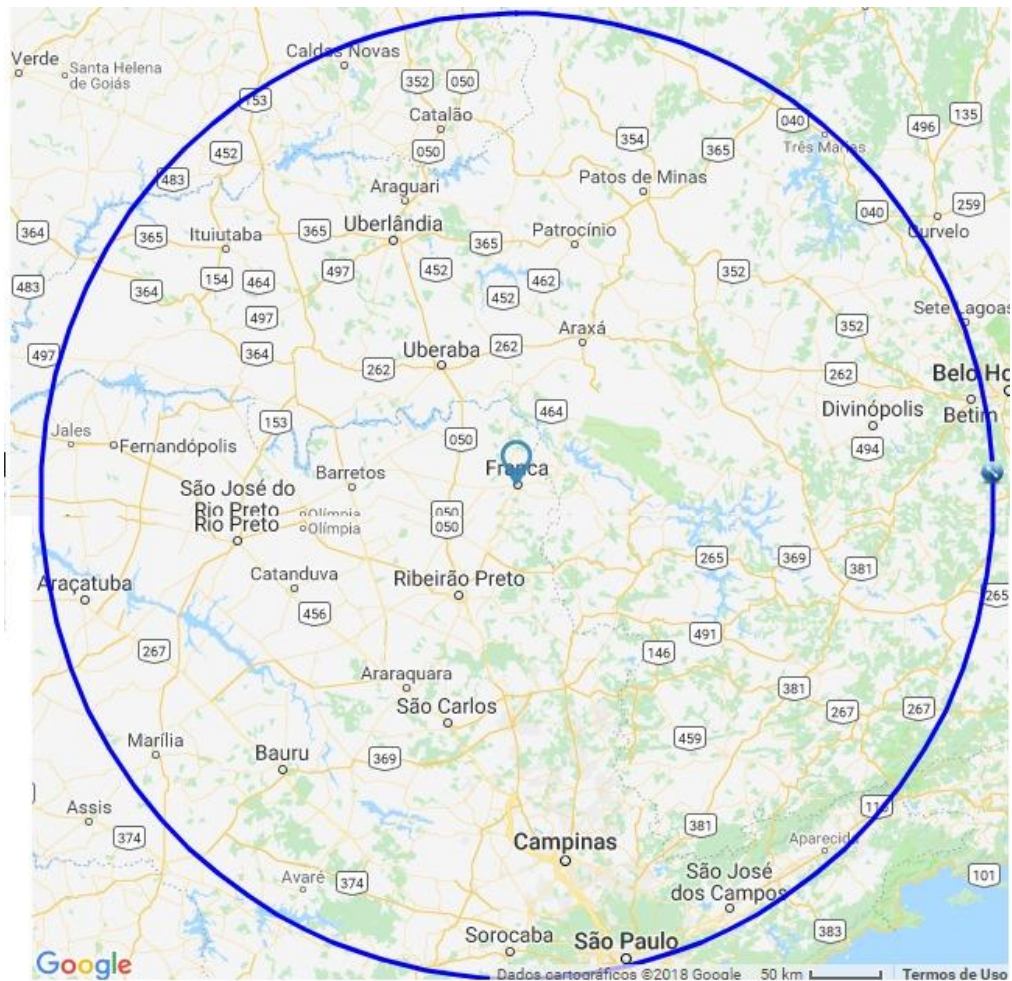 Verde
Caldas Novas
Santa Helena
de Goiás
352
050
153
Catalão
040
496
135
354
Três Marias
452
050
365
483
Araguari
Patos de Minas
040
259
364
365
Ituiutaba
365
Uberlândia
365
Patrocínio
Curvelo
483
154
464
497
452
462
352
364
452
497
Sete Lagoas
497
364
Uberaba
262
Araxá
352
262
262
Belo Ho
153
464
Divinópolis
Betim
Jales
Fernandópolis
050
494
Barretos
Franca
São José do
Rio Preto
Rio Preto
Olímpia
Olímpia
050
050
265
369
381
Araçatuba
Catanduva
Ribeirão Preto
265
456
267
146
491
Araraquara
381
São Carlos
267
267
Marília
Bauru
369
459
Assis
374
381
Aparecida
Campinas
Avaré
374
São José
dos Campos
101
383
Sorocaba
São Paulo
Google
Dados cartográficos ©2018 Google
50 km
Termos de Uso